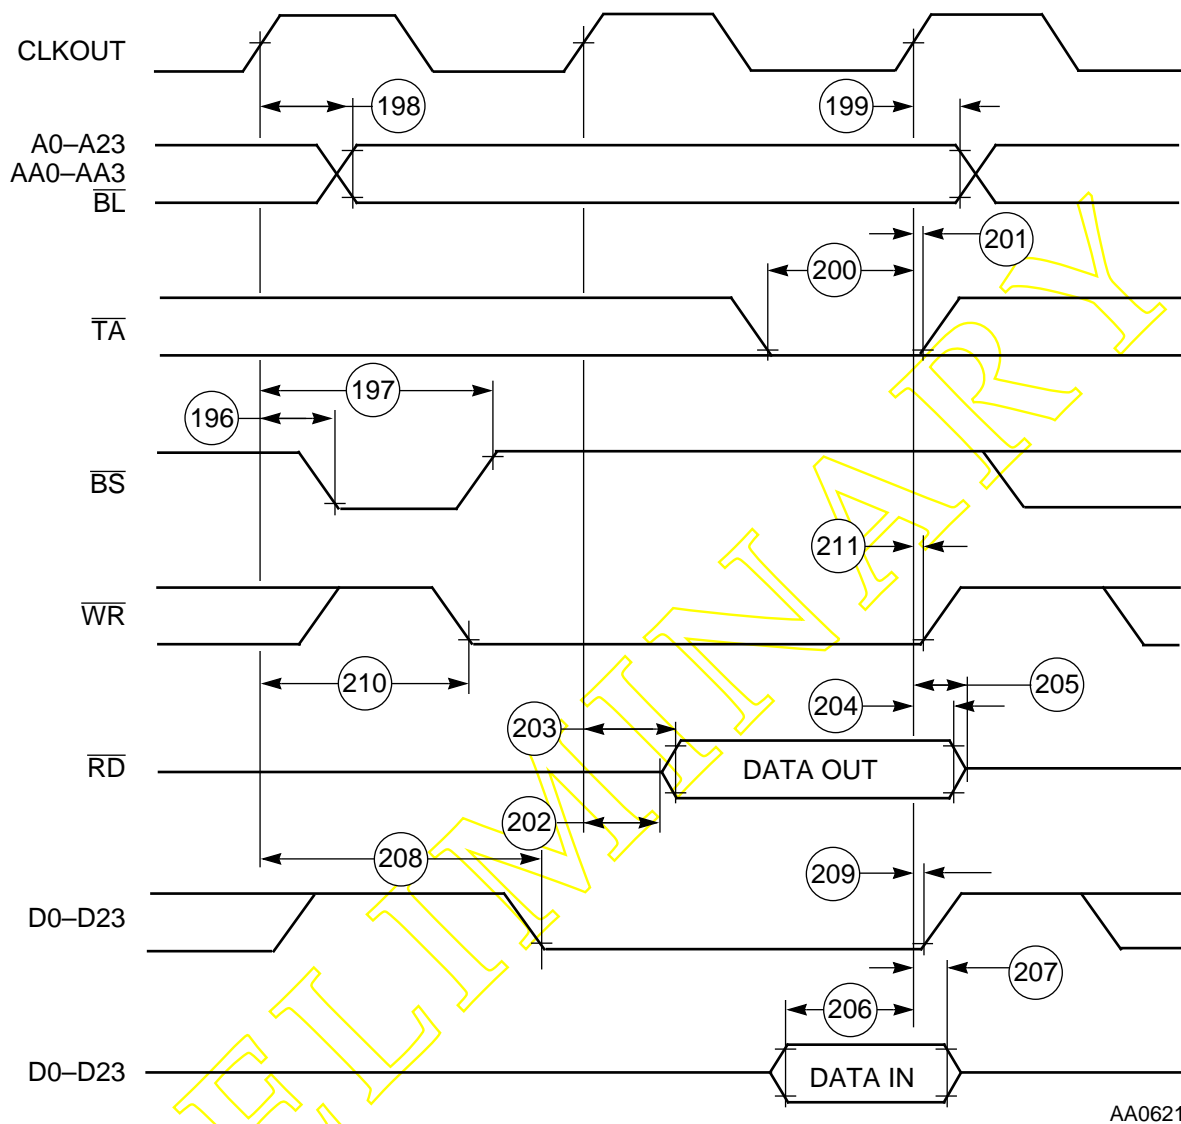 CLKOUT
198
199
A0–A23
AA0–AA3
BL
201
200
TA
197
196
BS
211
WR
210
205
204
203
RD
DATA OUT
202
208
209
D0–D23
207
206
D0–D23
DATA IN
AA0621
ELIMINARY